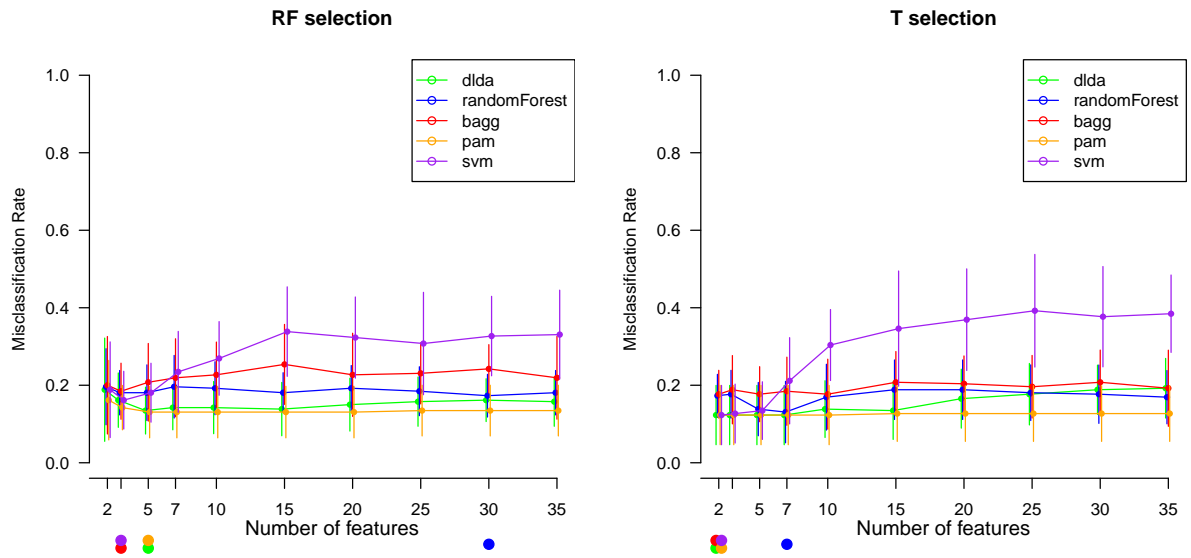 RF selection
1.0
0.8
0.6
0.4
0.2
0.0
Misclassification Rate
dlda
randomForest
bagg
pam
svm
2 5 7 10 15 20 25 30 35
Number of features
T selection
1.0
0.8
0.6
0.4
0.2
0.0
Misclassification Rate
dlda
randomForest
bagg
pam
svm
2 5 7 10 15 20 25 30 35
Number of features